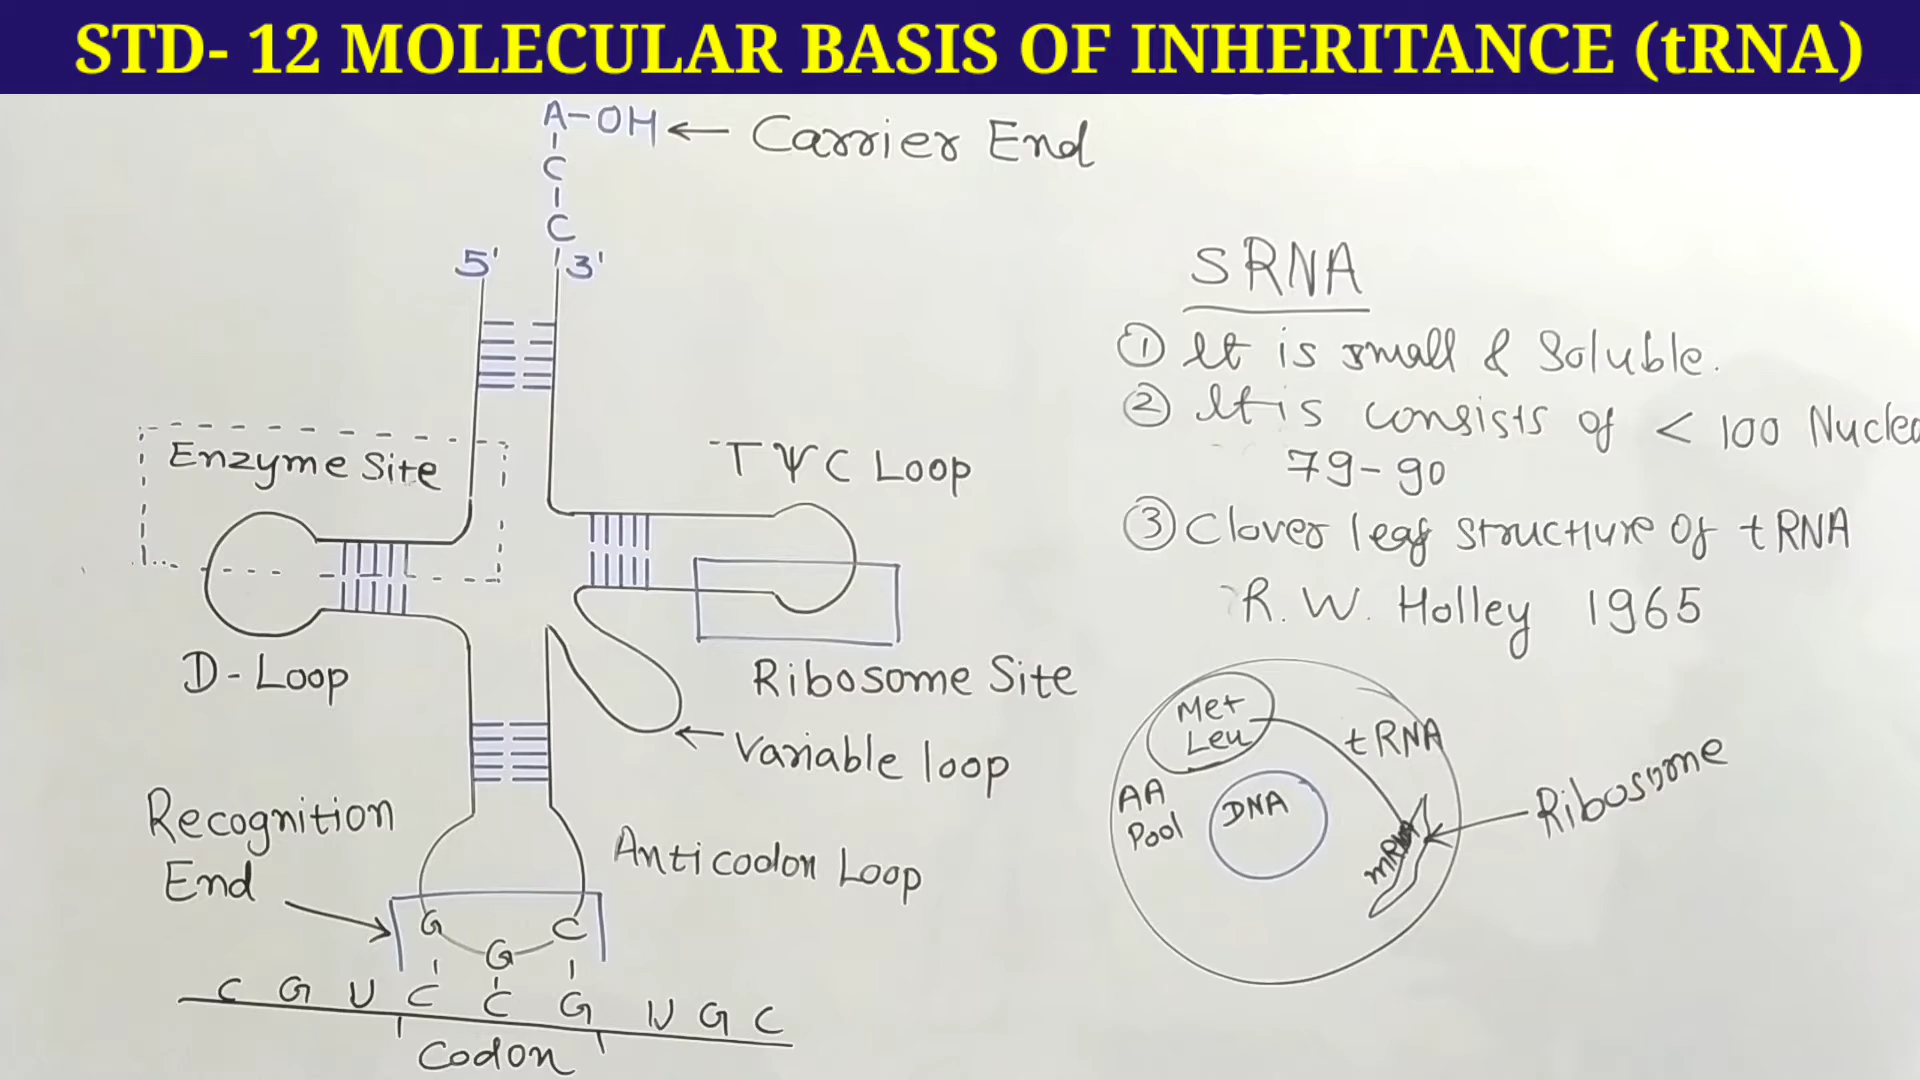 STD- 12 MOLECULAR BASIS OF INHERITANCE (tRNA)
A-OH ← Carrier End
C
C
5' 3'
Enzyme Site
TΨC Loop
D-Loop
Ribosome Site
Variable loop
Recognition
End
Anticodon Loop
G G C
C G U C C G U G C
Codon
SRNA
① It is small & Soluble.
② It is consists of < 100 Nucleo
79-90
③ Clover leaf structure of tRNA
R. W. Holley 1965
Met
Leu
tRNA
AA
Pool
DNA
mRNA
Ribosome